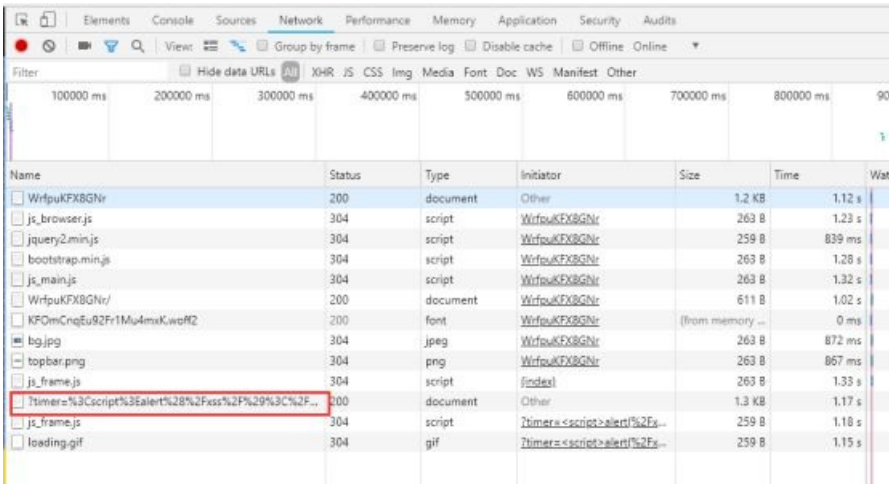 Elements Console Sources Network Performance Memory Application Security Audits
View: Group by frame Preserve log Disable cache Offline Online
Filter Hide data URLs All XHR JS CSS Img Media Font Doc WS Manifest Other
100000 ms 200000 ms 300000 ms 400000 ms 500000 ms 600000 ms 700000 ms 800000 ms 90
Name Status Type Initiator Size Time Wat
WrfpuKFX8GNr 200 document Other 1.2 KB 1.12 s
js_browser.js 304 script WrfpuKFX8GNr 263 B 1.23 s
jquery2.min.js 304 script WrfpuKFX8GNr 259 B 839 ms
bootstrap.min.js 304 script WrfpuKFX8GNr 263 B 1.28 s
js_main.js 304 script WrfpuKFX8GNr 263 B 1.32 s
WrfpuKFX8GNr/ 200 document WrfpuKFX8GNr 611 B 1.02 s
KFOmCnqEu92Fr1Mu4mxK.woff2 200 font WrfpuKFX8GNr (from memory ... 0 ms
bg.jpg 304 jpeg WrfpuKFX8GNr 263 B 872 ms
topbar.png 304 png WrfpuKFX8GNr 263 B 867 ms
js_frame.js 304 script (index) 263 B 1.33 s
?timer=%3Cscript%3Ealert%28%2Fxss%2F%29%3C%2F... 200 document Other 1.3 KB 1.17 s
js_frame.js 304 script ?timer=<script>alert(%2Fx... 259 B 1.18 s
loading.gif 304 gif ?timer=<script>alert(%2Fx... 259 B 1.15 s